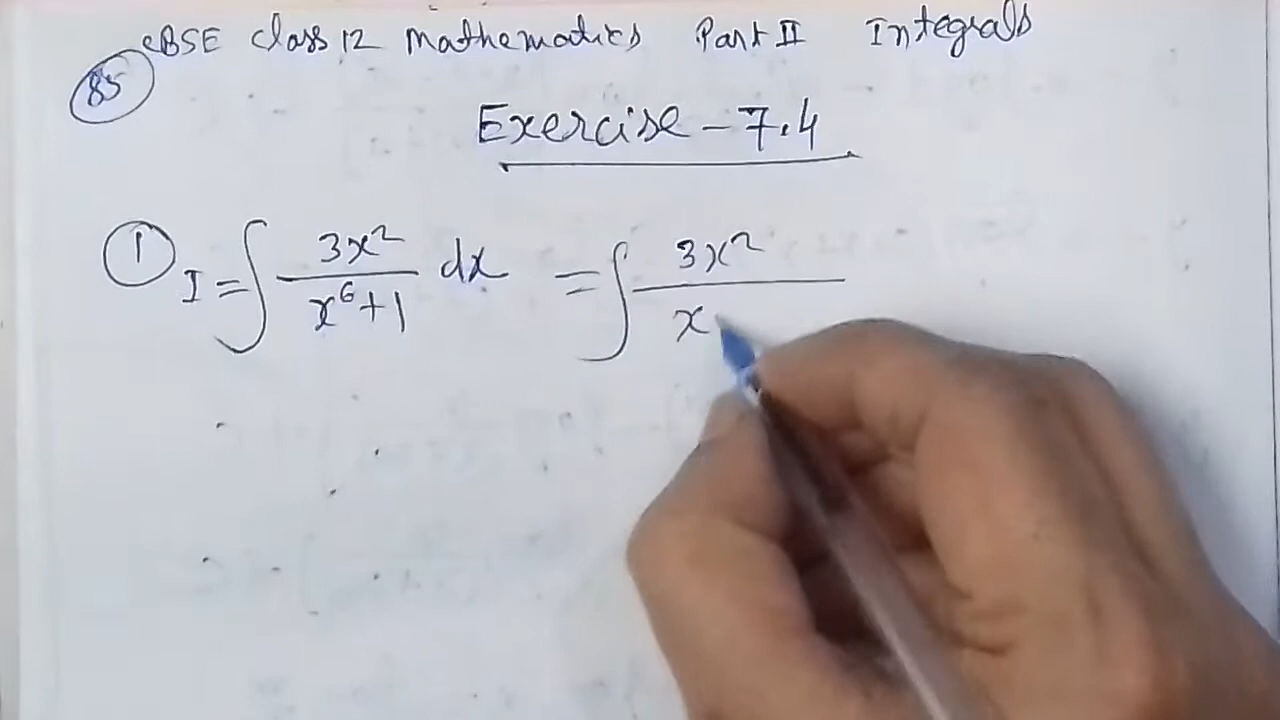 CBSE Class 12 Mathematics Part II Integrals
85
Exercise - 7.4
① I = ∫ 3x² / (x⁶ + 1) dx = ∫ 3x² / x